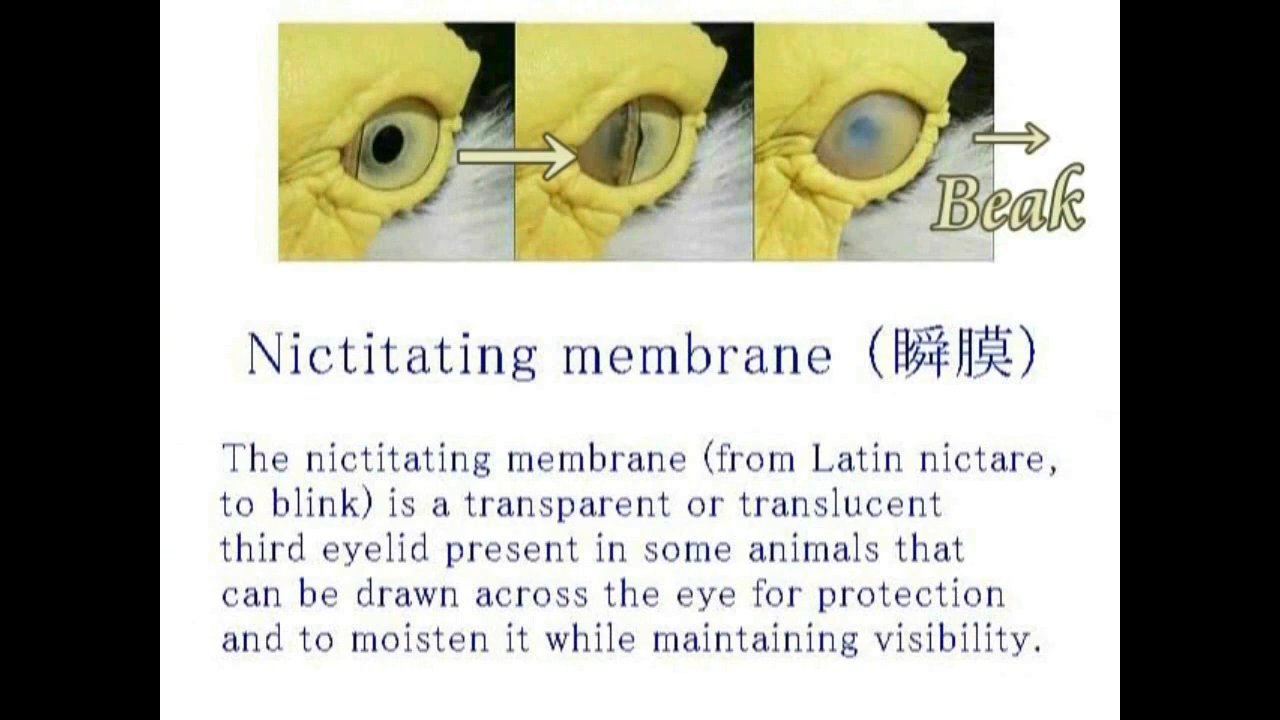 Beak
Nictitating membrane (瞬膜)
The nictitating membrane (from Latin nictare,
to blink) is a transparent or translucent
third eyelid present in some animals that
can be drawn across the eye for protection
and to moisten it while maintaining visibility.